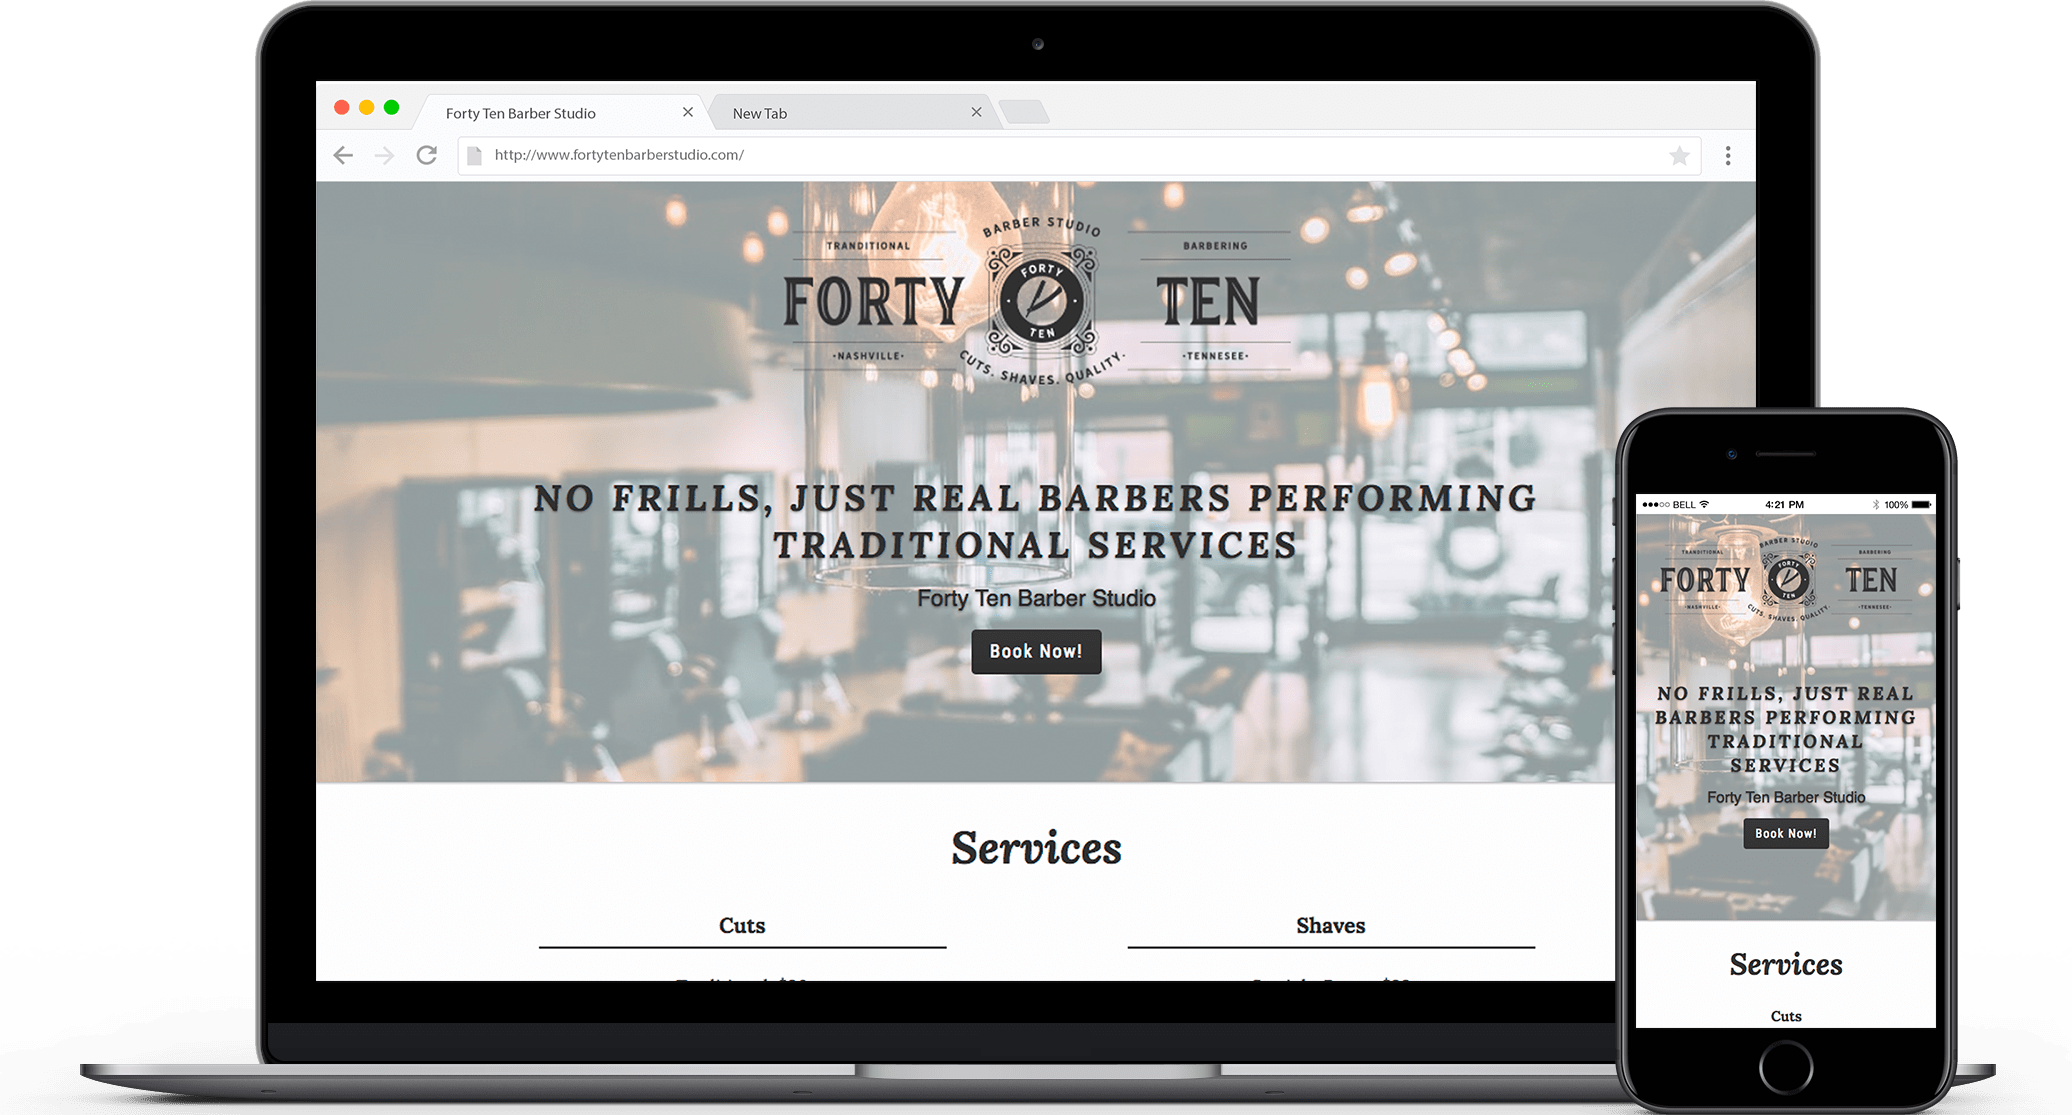 Forty Ten Barber Studio
New Tab
http://www.fortytenbarberstudio.com/
BARBER STUDIO
TRANDITIONAL
BARBERING
FORTY
FORTY
TEN
TEN
·NASHVILLE·
·TENNESEE·
CUTS. SHAVES. QUALITY.
NO FRILLS, JUST REAL BARBERS PERFORMING
TRADITIONAL SERVICES
Forty Ten Barber Studio
Book Now!
Services
Cuts
Shaves
●●●○○ BELL
4:21 PM
100%
BARBER STUDIO
TRANDITIONAL
BARBERING
FORTY
FORTY
TEN
TEN
·NASHVILLE·
·TENNESEE·
CUTS. SHAVES. QUALITY.
NO FRILLS, JUST REAL
BARBERS PERFORMING
TRADITIONAL
SERVICES
Forty Ten Barber Studio
Book Now!
Services
Cuts